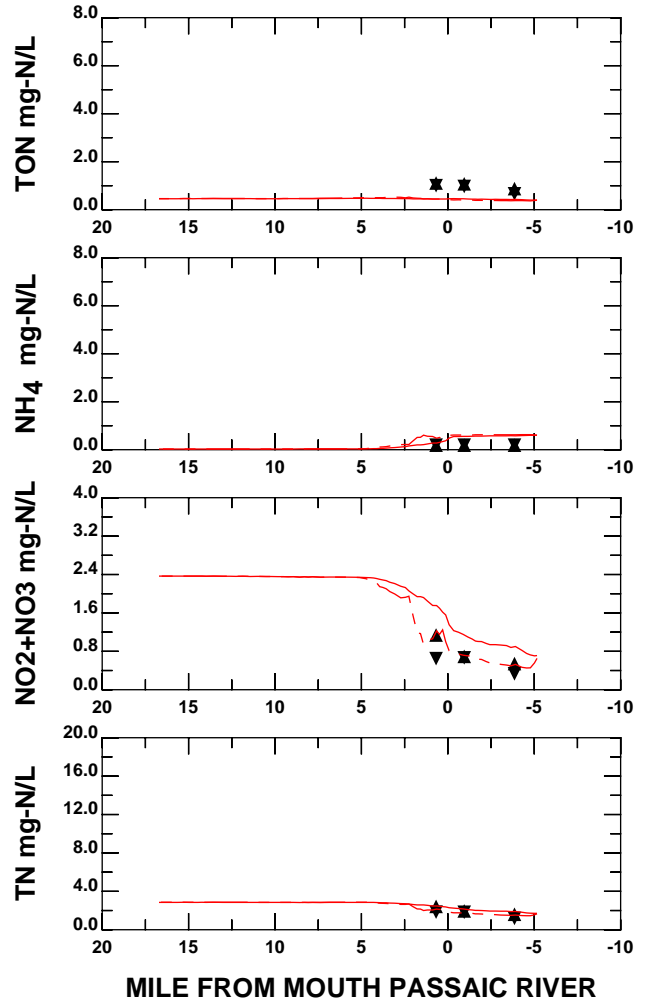 TON mg-N/L
8.0
6.0
4.0
2.0
0.0
20 15 10 5 0 -5 -10
NH4 mg-N/L
8.0
6.0
4.0
2.0
0.0
20 15 10 5 0 -5 -10
NO2+NO3 mg-N/L
4.0
3.2
2.4
1.6
0.8
0.0
20 15 10 5 0 -5 -10
TN mg-N/L
20.0
16.0
12.0
8.0
4.0
0.0
20 15 10 5 0 -5 -10
MILE FROM MOUTH PASSAIC RIVER